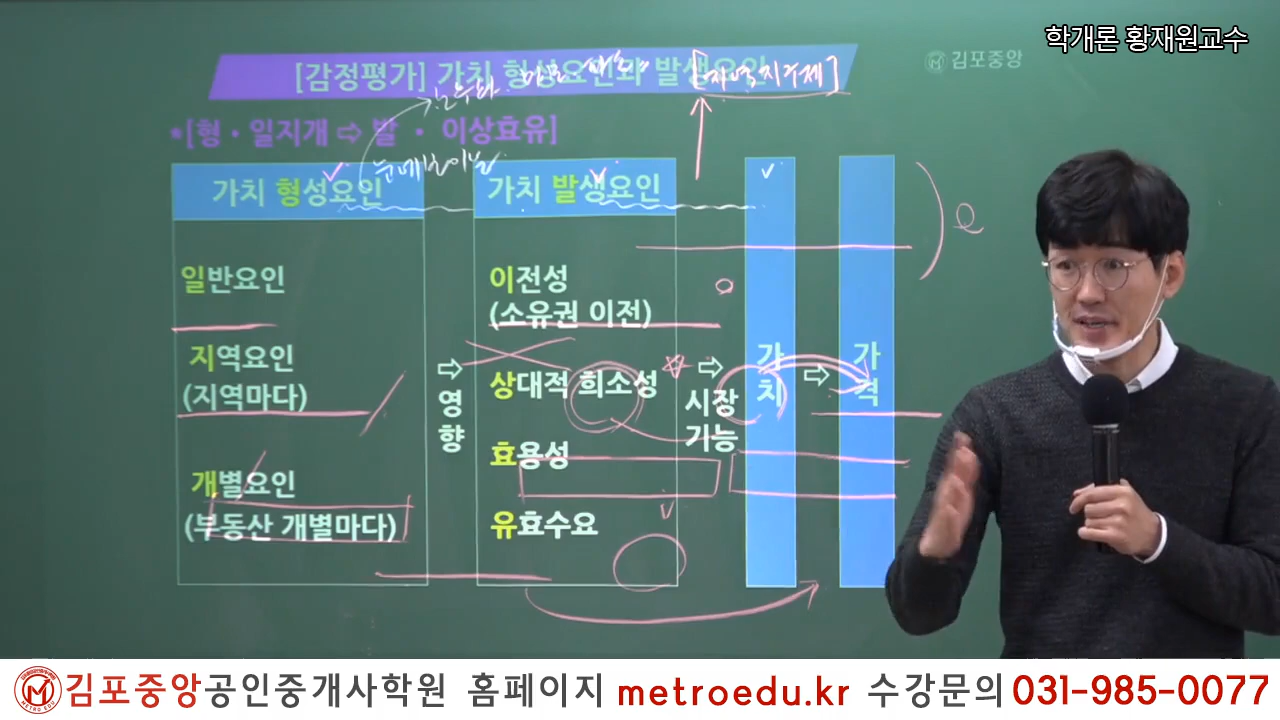 학개론 황재원교수
김포중앙
[감정평가] 가치 형성요인과 발생요인
*[형 · 일지개 ⇨ 발 · 이상효유]
가치 형성요인
일반요인
지역요인
(지역마다)
개별요인
(부동산 개별마다)
⇨
영향
가치 발생요인
이전성
(소유권 이전)
상대적 희소성
효용성
유효수요
⇨
시장
기능
가치
⇨
가격
김포중앙공인중개사학원 홈페이지 metroedu.kr 수강문의 031-985-0077
METRO EDU